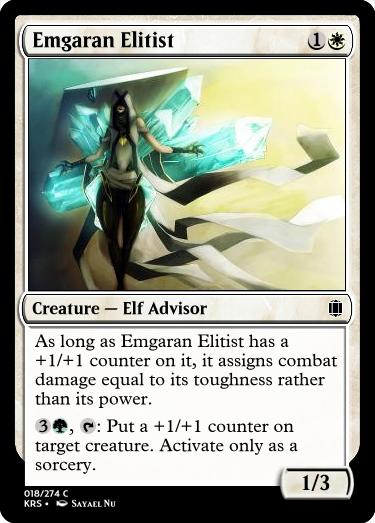 Emgaran Elitist 1
Creature — Elf Advisor
As long as Emgaran Elitist has a
+1/+1 counter on it, it assigns combat
damage equal to its toughness rather
than its power.
3 , : Put a +1/+1 counter on
target creature. Activate only as a
sorcery.
1/3
018/274 C
KRS • Sayael Nu